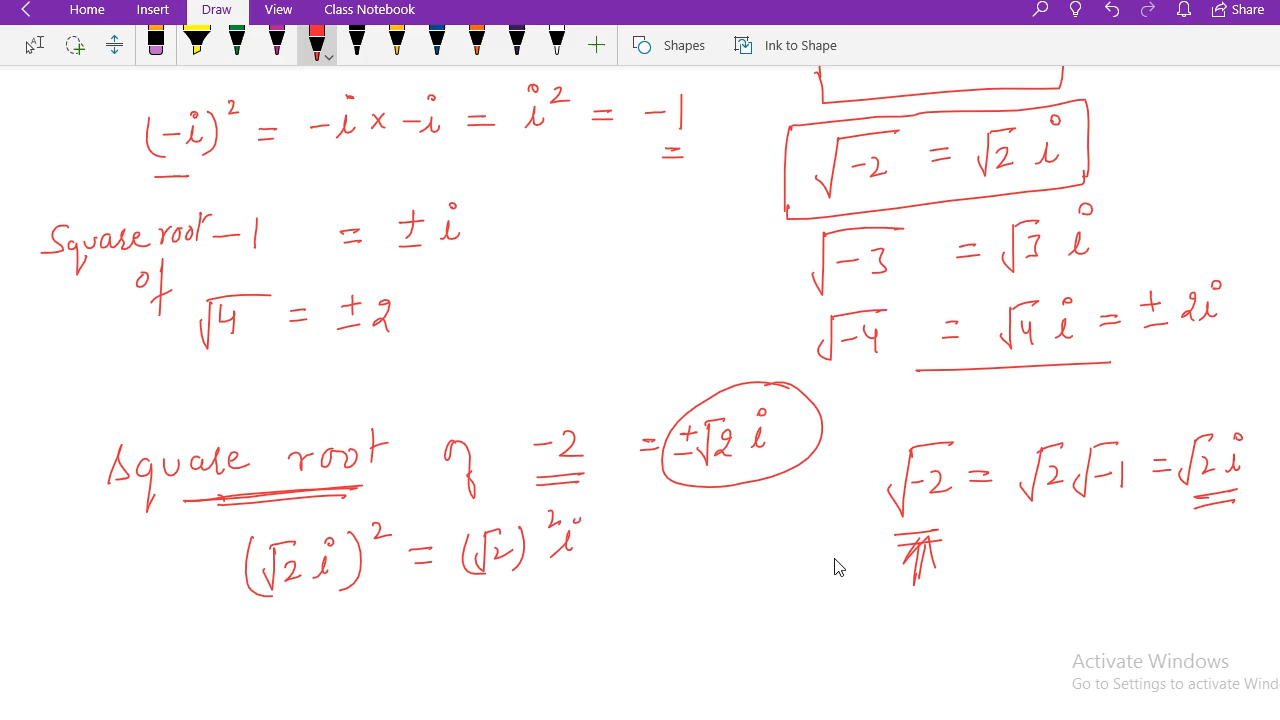 Home Insert Draw View Class Notebook Share
Shapes Ink to Shape
(-i)² = -i × -i = i² = -1
Square root of -1 = ± i
√4 = ± 2
√-2 = √2 i
√-3 = √3 i
√-4 = √4 i = ± 2i
Square root of -2 = ±√2 i
(√2 i)² = (√2)² i
√-2 = √2 √-1 = √2 i
Activate Windows
Go to Settings to activate Wind